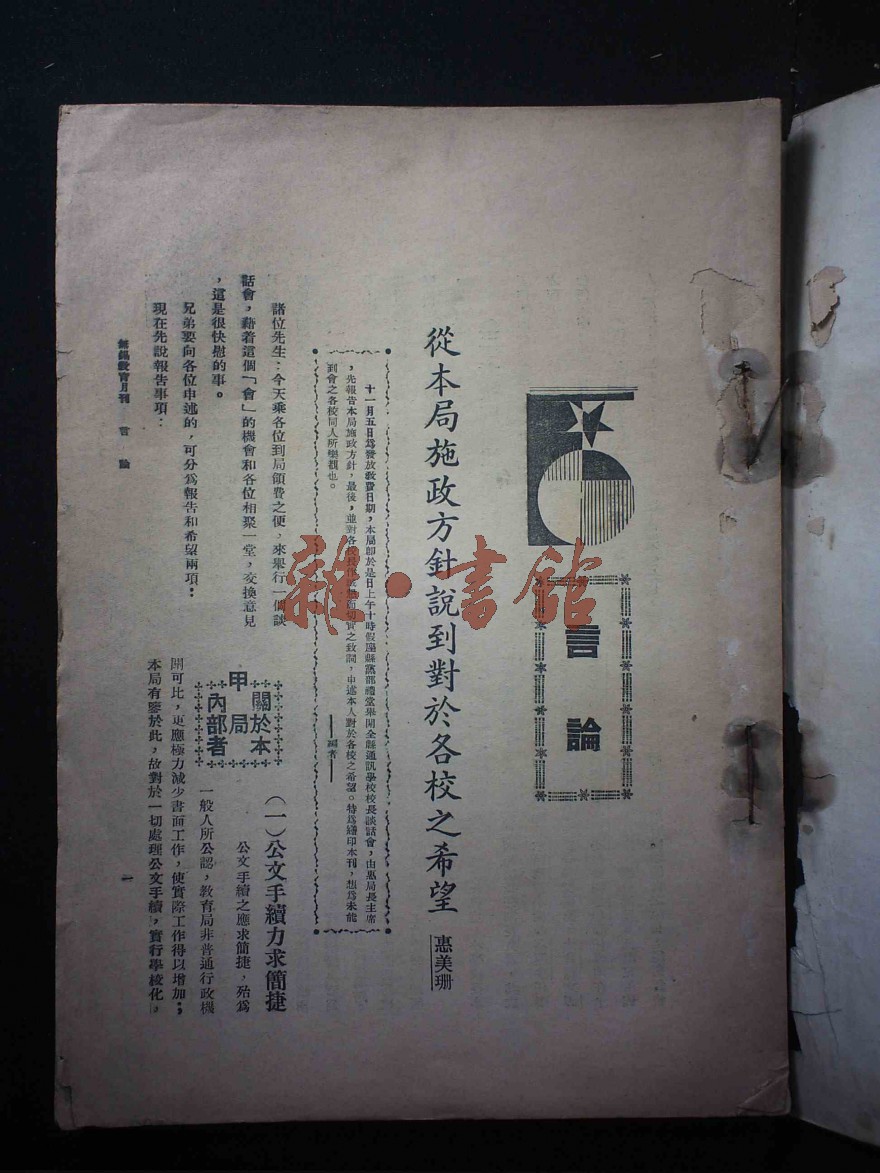 言論
從本局施政方針說到對於各校之希望
惠美珊
十一月五日爲發放教費日期,本局卽於是日上午十時假座縣黨部禮堂舉開全縣通訊學校校長談話會,由惠局長主席
,先報告本局施政方針,最後,並對各校長 之致詞,申述本人對於各校之希望。特爲繕印本刊,想爲未能
到會之各校同人所樂觀也。
——編者——
諸位先生:今天乘各位到局領費之便,來舉行一個談
話會,藉着這個「會」的機會和各位相聚一堂,交換意見
,這是很快慰的事。
兄弟要向各位申述的,可分爲報告和希望兩項:
現在先說報告事項:
甲 關於本局內部者
(一)公文手續力求簡捷
公文手續之應求簡捷,殆爲
一般人所公認,教育局非普通行政機
關可比,更應極力減少書面工作,使實際工作得以增加;
本局有鑒於此,故對於一切處理公文手續,實行學校化,
無錫教育月刊 言論
一
雜·書館